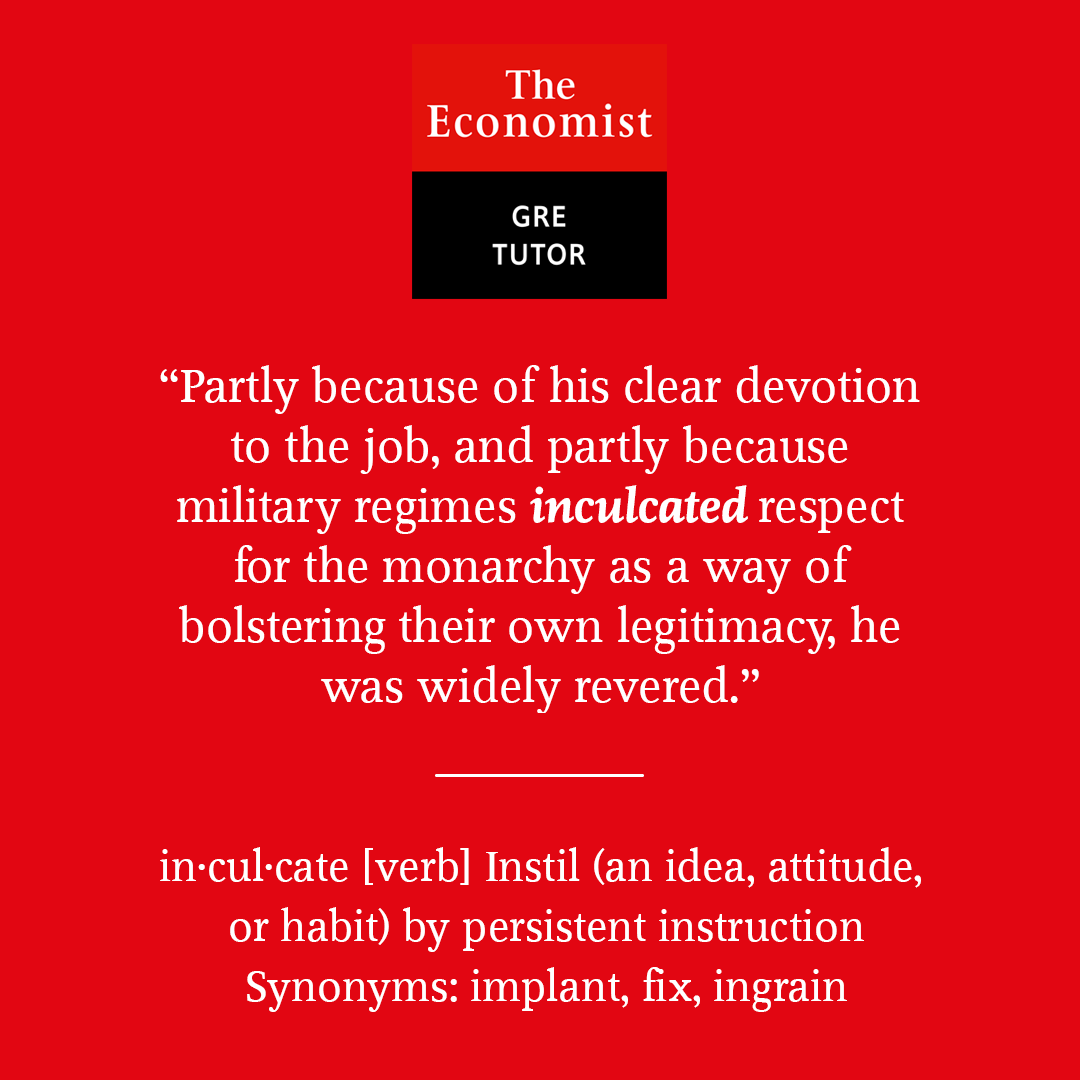 The
Economist
GRE
TUTOR
“Partly because of his clear devotion
to the job, and partly because
military regimes inculcated respect
for the monarchy as a way of
bolstering their own legitimacy, he
was widely revered.”
in·cul·cate [verb] Instil (an idea, attitude,
or habit) by persistent instruction
Synonyms: implant, fix, ingrain